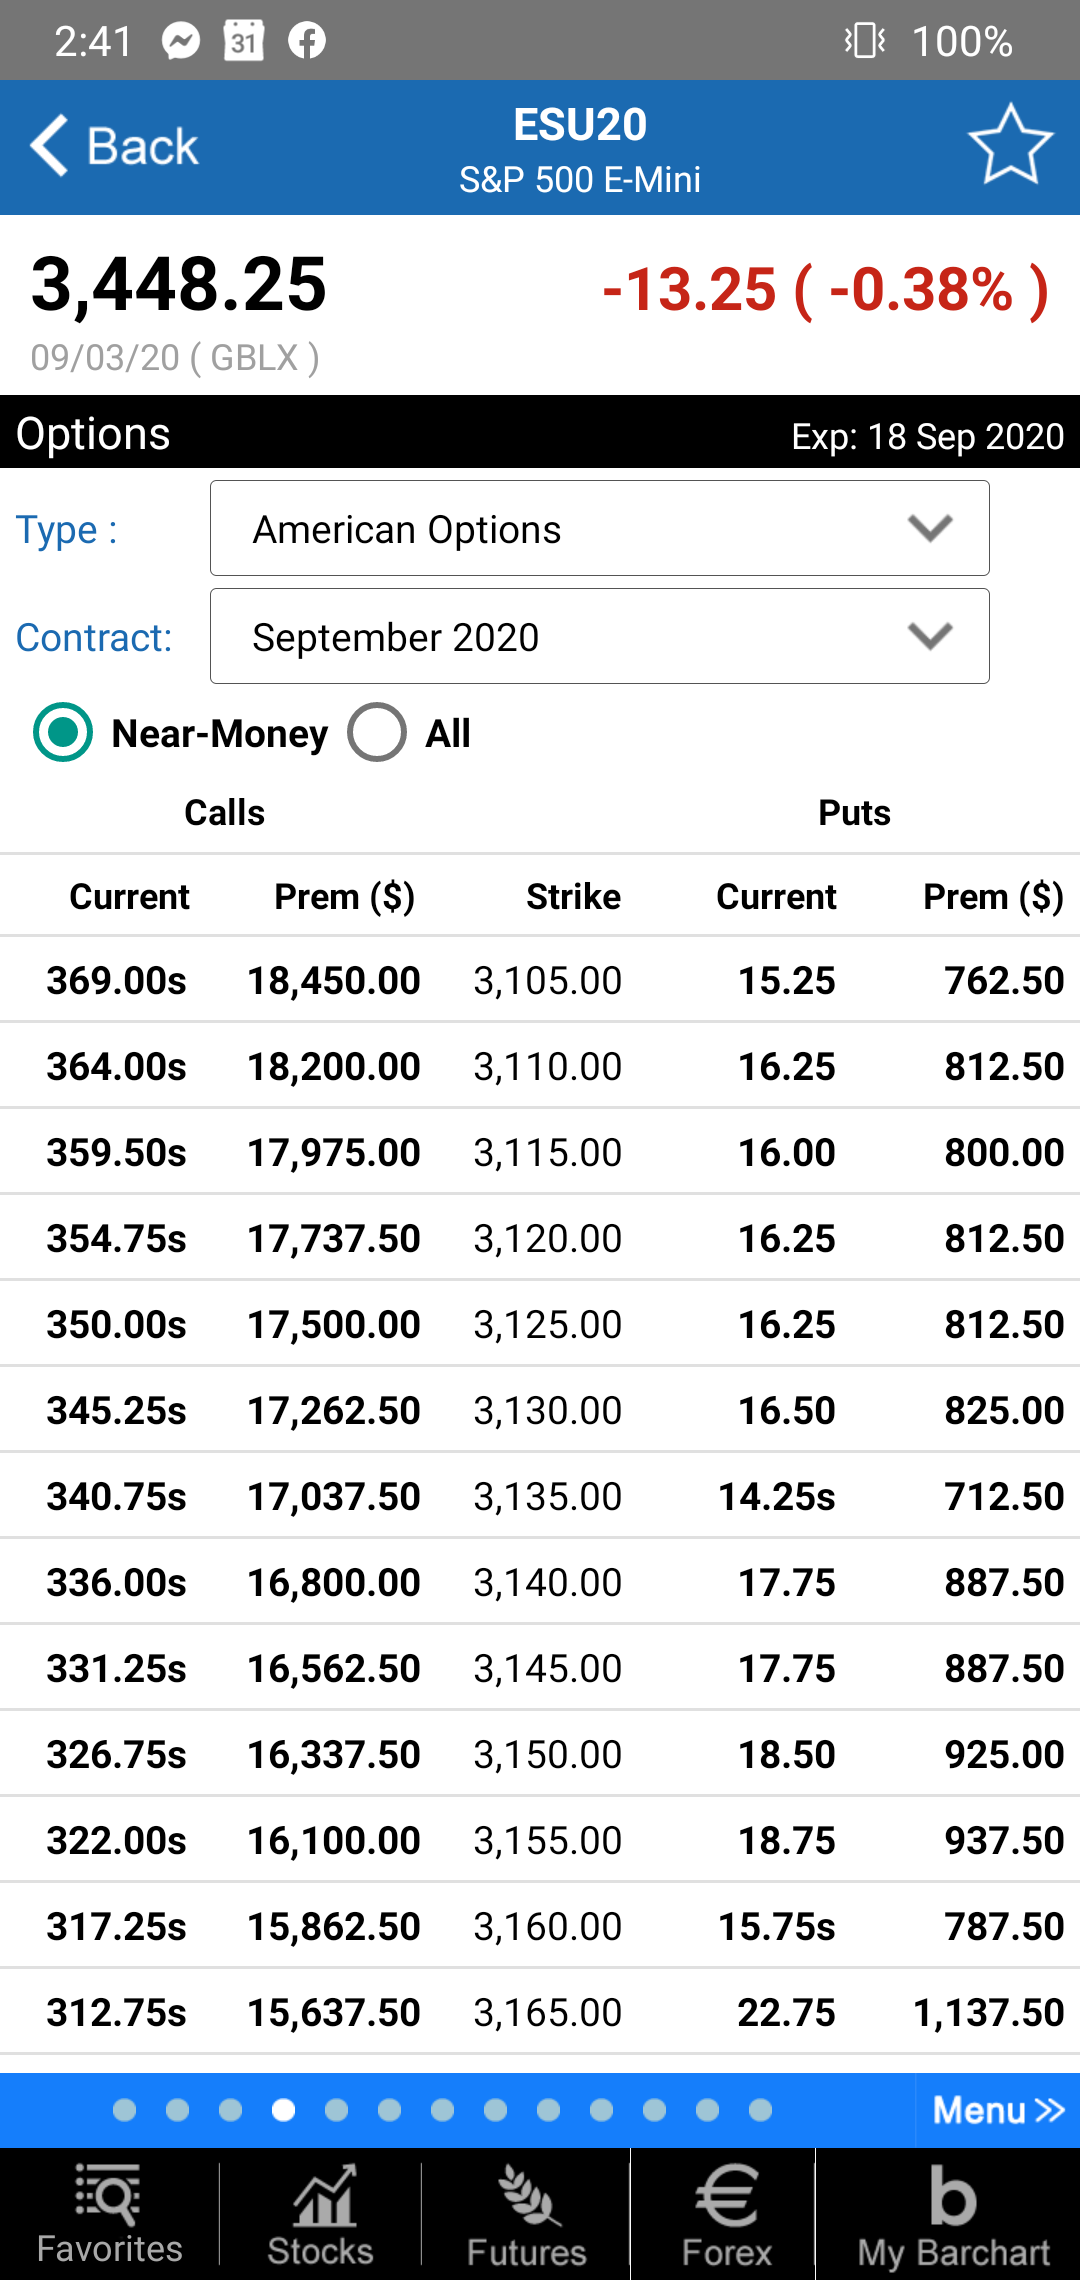 2:41 31 100%
Back ESU20
S&P 500 E-Mini
3,448.25 -13.25 ( -0.38% )
09/03/20 ( GBLX )
Options Exp: 18 Sep 2020
Type : American Options
Contract: September 2020
Near-Money All
Calls Puts
Current Prem ($) Strike Current Prem ($)
369.00s 18,450.00 3,105.00 15.25 762.50
364.00s 18,200.00 3,110.00 16.25 812.50
359.50s 17,975.00 3,115.00 16.00 800.00
354.75s 17,737.50 3,120.00 16.25 812.50
350.00s 17,500.00 3,125.00 16.25 812.50
345.25s 17,262.50 3,130.00 16.50 825.00
340.75s 17,037.50 3,135.00 14.25s 712.50
336.00s 16,800.00 3,140.00 17.75 887.50
331.25s 16,562.50 3,145.00 17.75 887.50
326.75s 16,337.50 3,150.00 18.50 925.00
322.00s 16,100.00 3,155.00 18.75 937.50
317.25s 15,862.50 3,160.00 15.75s 787.50
312.75s 15,637.50 3,165.00 22.75 1,137.50
Menu
Favorites Stocks Futures Forex My Barchart